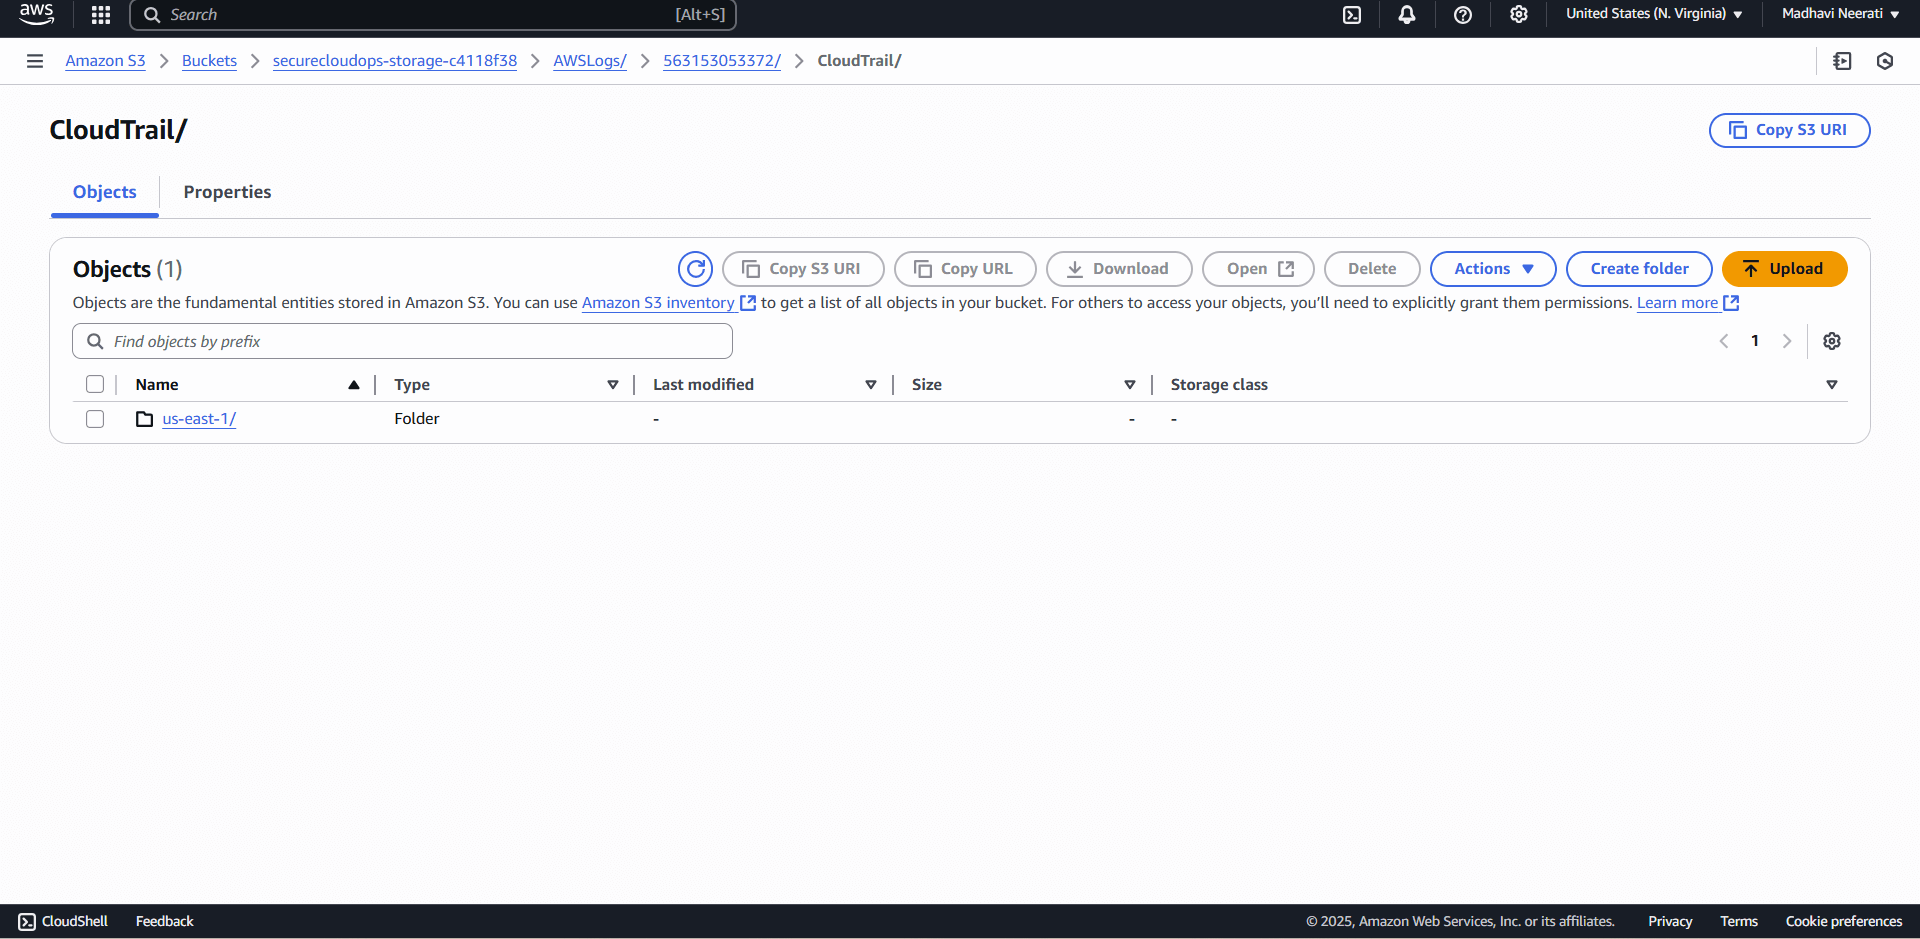 aws
Search [Alt+S] United States (N. Virginia) Madhavi Neerati
Amazon S3 Buckets securecloudops-storage-c4118f38 AWSLogs/ 563153053372/ CloudTrail/
CloudTrail/ Copy S3 URI
Objects Properties
Objects (1) Copy S3 URI Copy URL Download Open Delete Actions Create folder Upload
Objects are the fundamental entities stored in Amazon S3. You can use Amazon S3 inventory to get a list of all objects in your bucket. For others to access your objects, you’ll need to explicitly grant them permissions. Learn more
Find objects by prefix 1
Name Type Last modified Size Storage class
us-east-1/ Folder - - -
CloudShell Feedback © 2025, Amazon Web Services, Inc. or its affiliates. Privacy Terms Cookie preferences